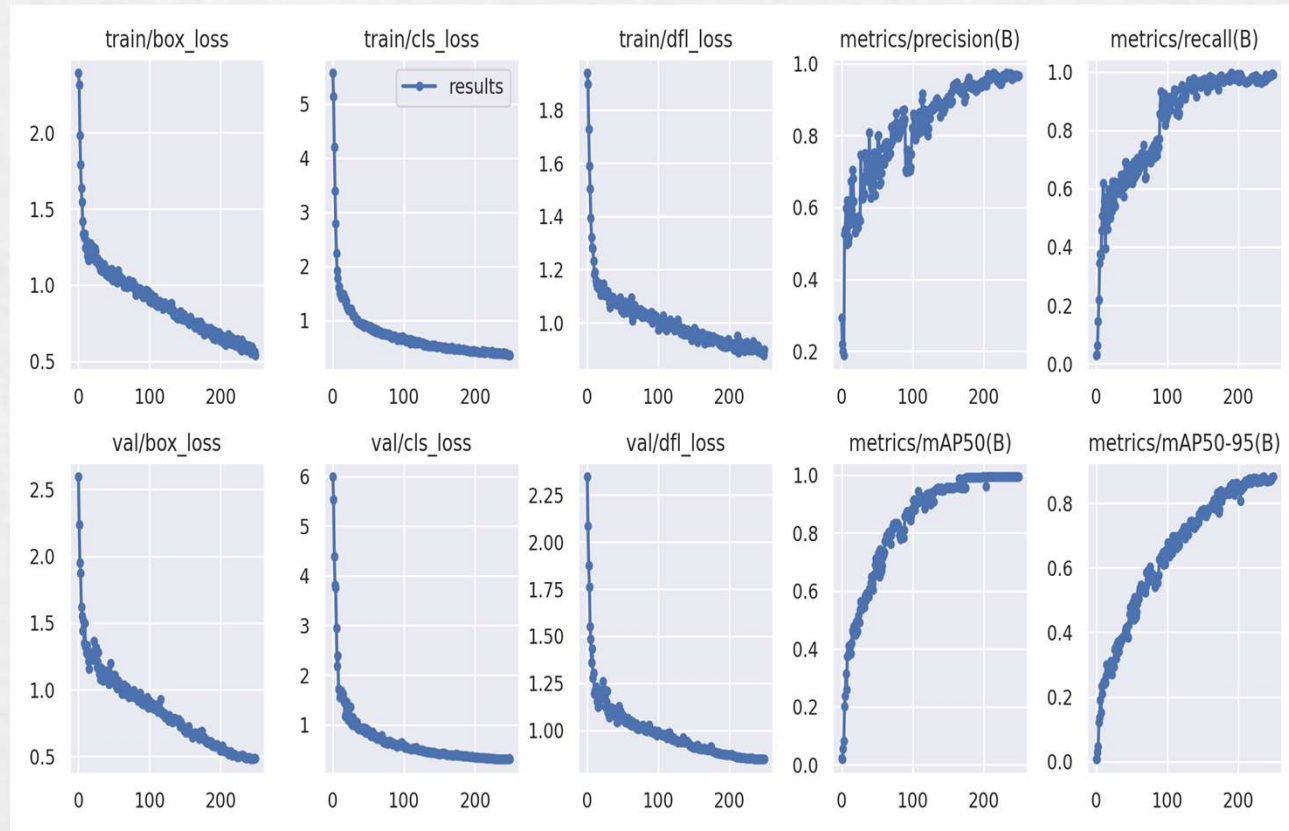 train/box_loss
train/cls_loss
train/dfl_loss
metrics/precision(B)
metrics/recall(B)
results
2.0
1.5
1.0
0.5
5
4
3
2
1
1.8
1.6
1.4
1.2
1.0
1.0
0.8
0.6
0.4
0.2
1.0
0.8
0.6
0.4
0.2
0.0
0 100 200
0 100 200
0 100 200
0 100 200
0 100 200
val/box_loss
val/cls_loss
val/dfl_loss
metrics/mAP50(B)
metrics/mAP50-95(B)
2.5
2.0
1.5
1.0
0.5
6
5
4
3
2
1
2.25
2.00
1.75
1.50
1.25
1.00
1.0
0.8
0.6
0.4
0.2
0.0
0.8
0.6
0.4
0.2
0.0
0 100 200
0 100 200
0 100 200
0 100 200
0 100 200